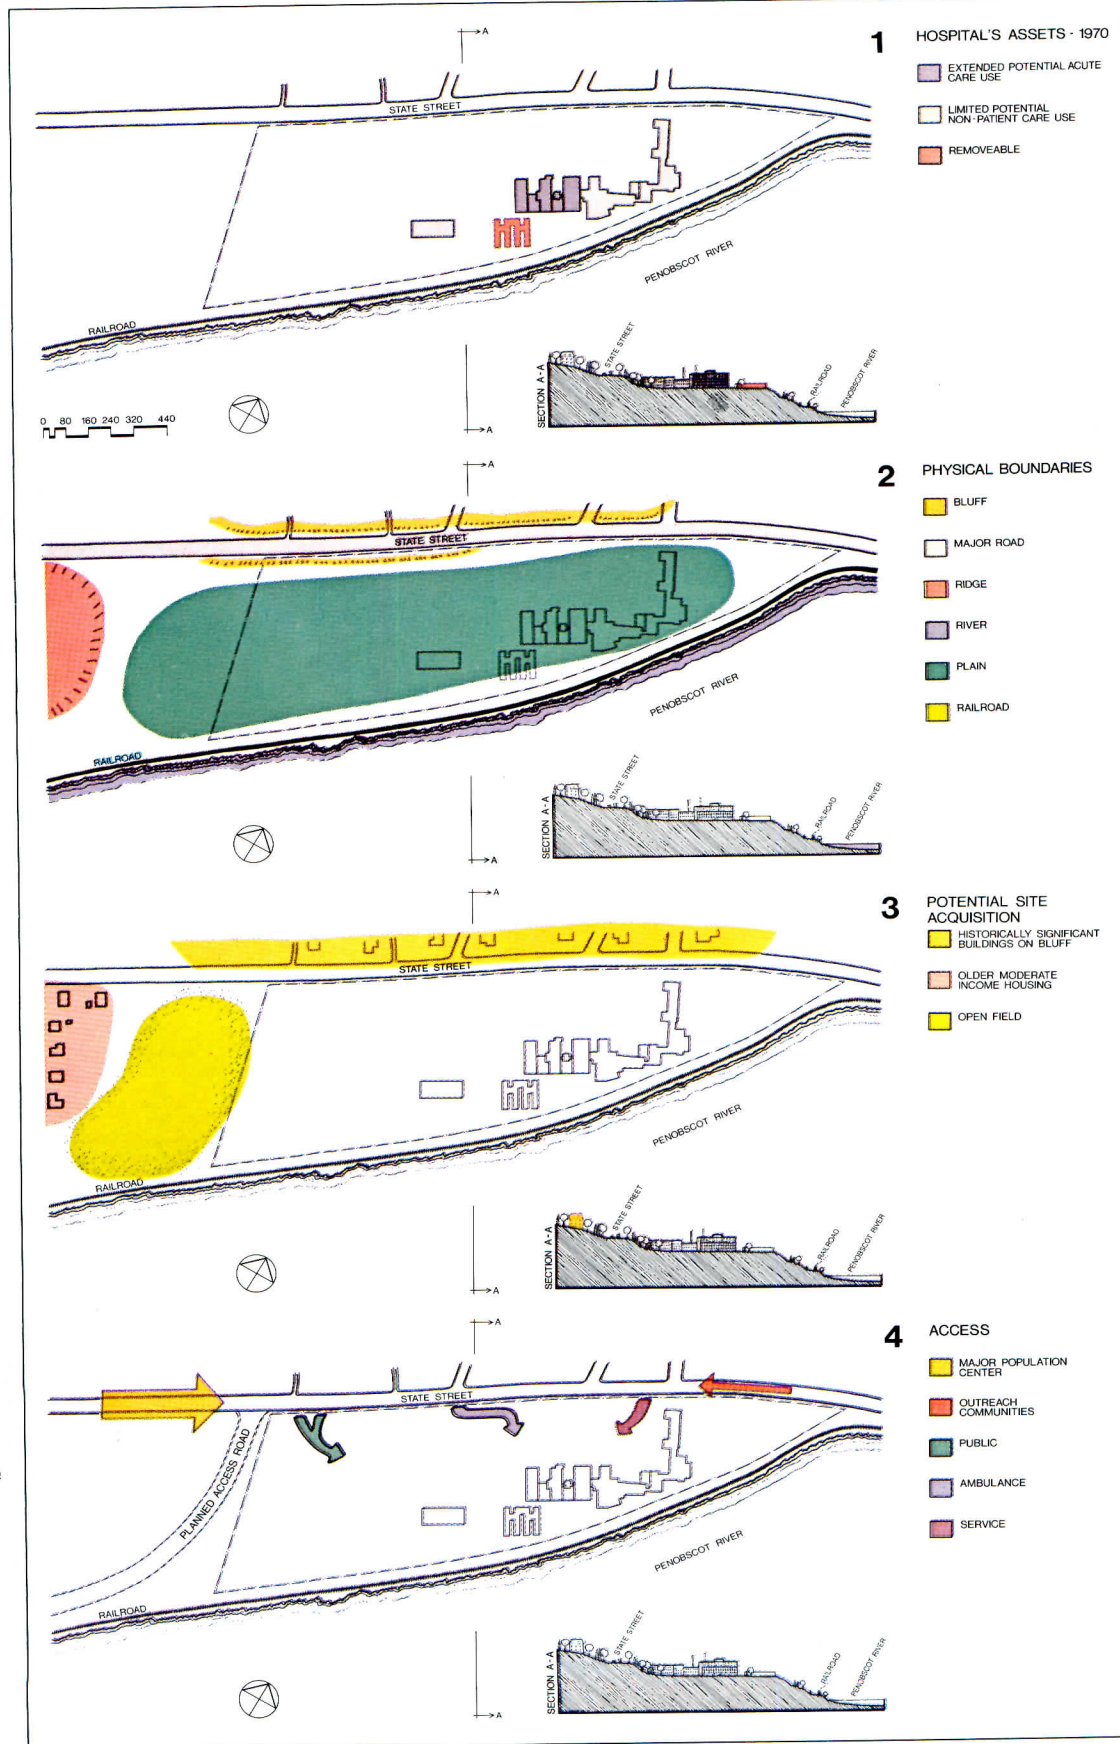 1
HOSPITAL'S ASSETS - 1970
EXTENDED POTENTIAL ACUTE
CARE USE
LIMITED POTENTIAL
NON-PATIENT CARE USE
REMOVEABLE
A
STATE STREET
PENOBSCOT RIVER
RAILROAD
0 80 160 240 320 440
A
SECTION A-A
STATE STREET
RAILROAD
PENOBSCOT RIVER
2
PHYSICAL BOUNDARIES
BLUFF
MAJOR ROAD
RIDGE
RIVER
PLAIN
RAILROAD
A
STATE STREET
PENOBSCOT RIVER
RAILROAD
A
SECTION A-A
STATE STREET
RAILROAD
PENOBSCOT RIVER
3
POTENTIAL SITE
ACQUISITION
HISTORICALLY SIGNIFICANT
BUILDINGS ON BLUFF
OLDER MODERATE
INCOME HOUSING
OPEN FIELD
A
STATE STREET
PENOBSCOT RIVER
RAILROAD
A
SECTION A-A
STATE STREET
RAILROAD
PENOBSCOT RIVER
4
ACCESS
MAJOR POPULATION
CENTER
OUTREACH
COMMUNITIES
PUBLIC
AMBULANCE
SERVICE
A
STATE STREET
PLANNED ACCESS ROAD
PENOBSCOT RIVER
RAILROAD
A
SECTION A-A
STATE STREET
RAILROAD
PENOBSCOT RIVER